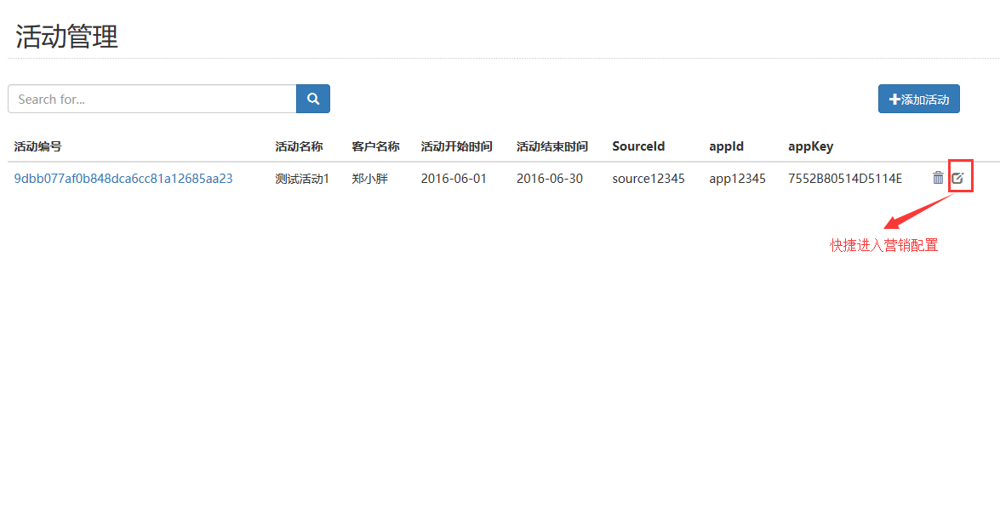 活动管理
Search for...
添加活动
活动编号 活动名称 客户名称 活动开始时间 活动结束时间 SourceId appId appKey
9dbb077af0b848dca6cc81a12685aa23 测试活动1 郑小胖 2016-06-01 2016-06-30 source12345 app12345 7552B80514D5114E
快捷进入营销配置